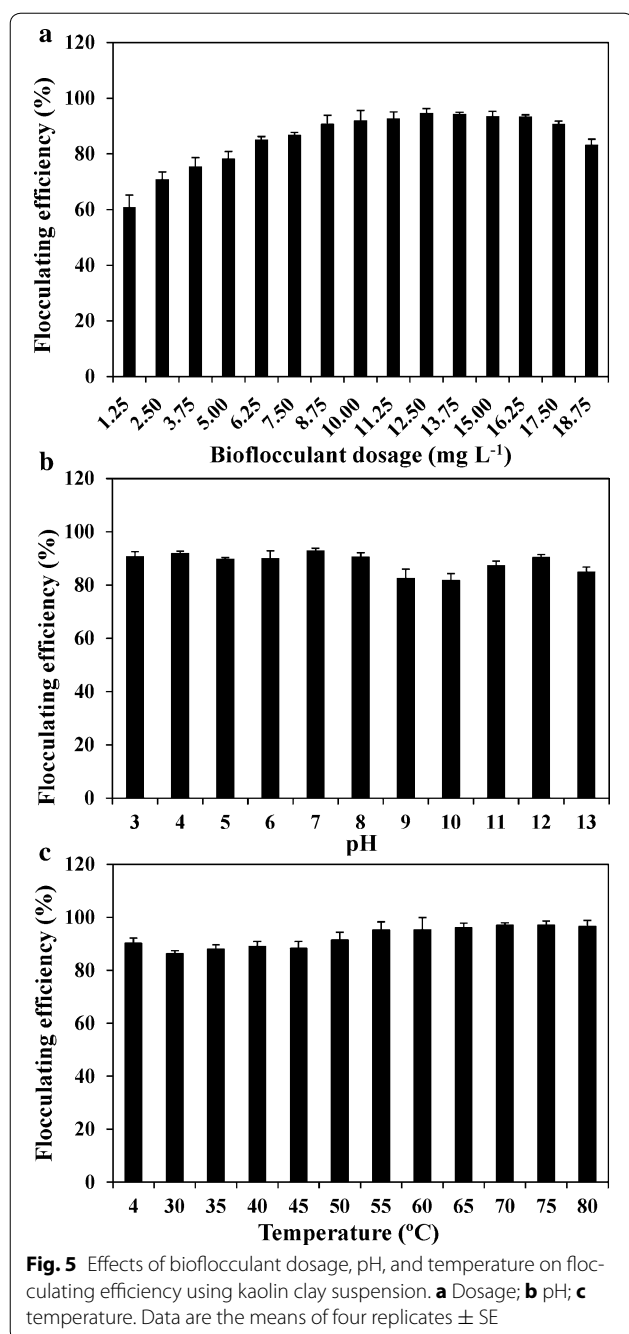 a
120
100
80
60
40
20
0
Flocculating efficiency (%)
1.25 2.50 3.75 5.00 6.25 7.50 8.75 10.00 11.25 12.50 13.75 15.00 16.25 17.50 18.75
Bioflocculant dosage (mg L-1)
b
120
100
80
60
40
20
0
Flocculating efficiency (%)
3 4 5 6 7 8 9 10 11 12 13
pH
c
120
100
80
60
40
20
0
Flocculating efficiency (%)
4 30 35 40 45 50 55 60 65 70 75 80
Temperature (ºC)
Fig. 5 Effects of bioflocculant dosage, pH, and temperature on floc-
culating efficiency using kaolin clay suspension. a Dosage; b pH; c
temperature. Data are the means of four replicates ± SE